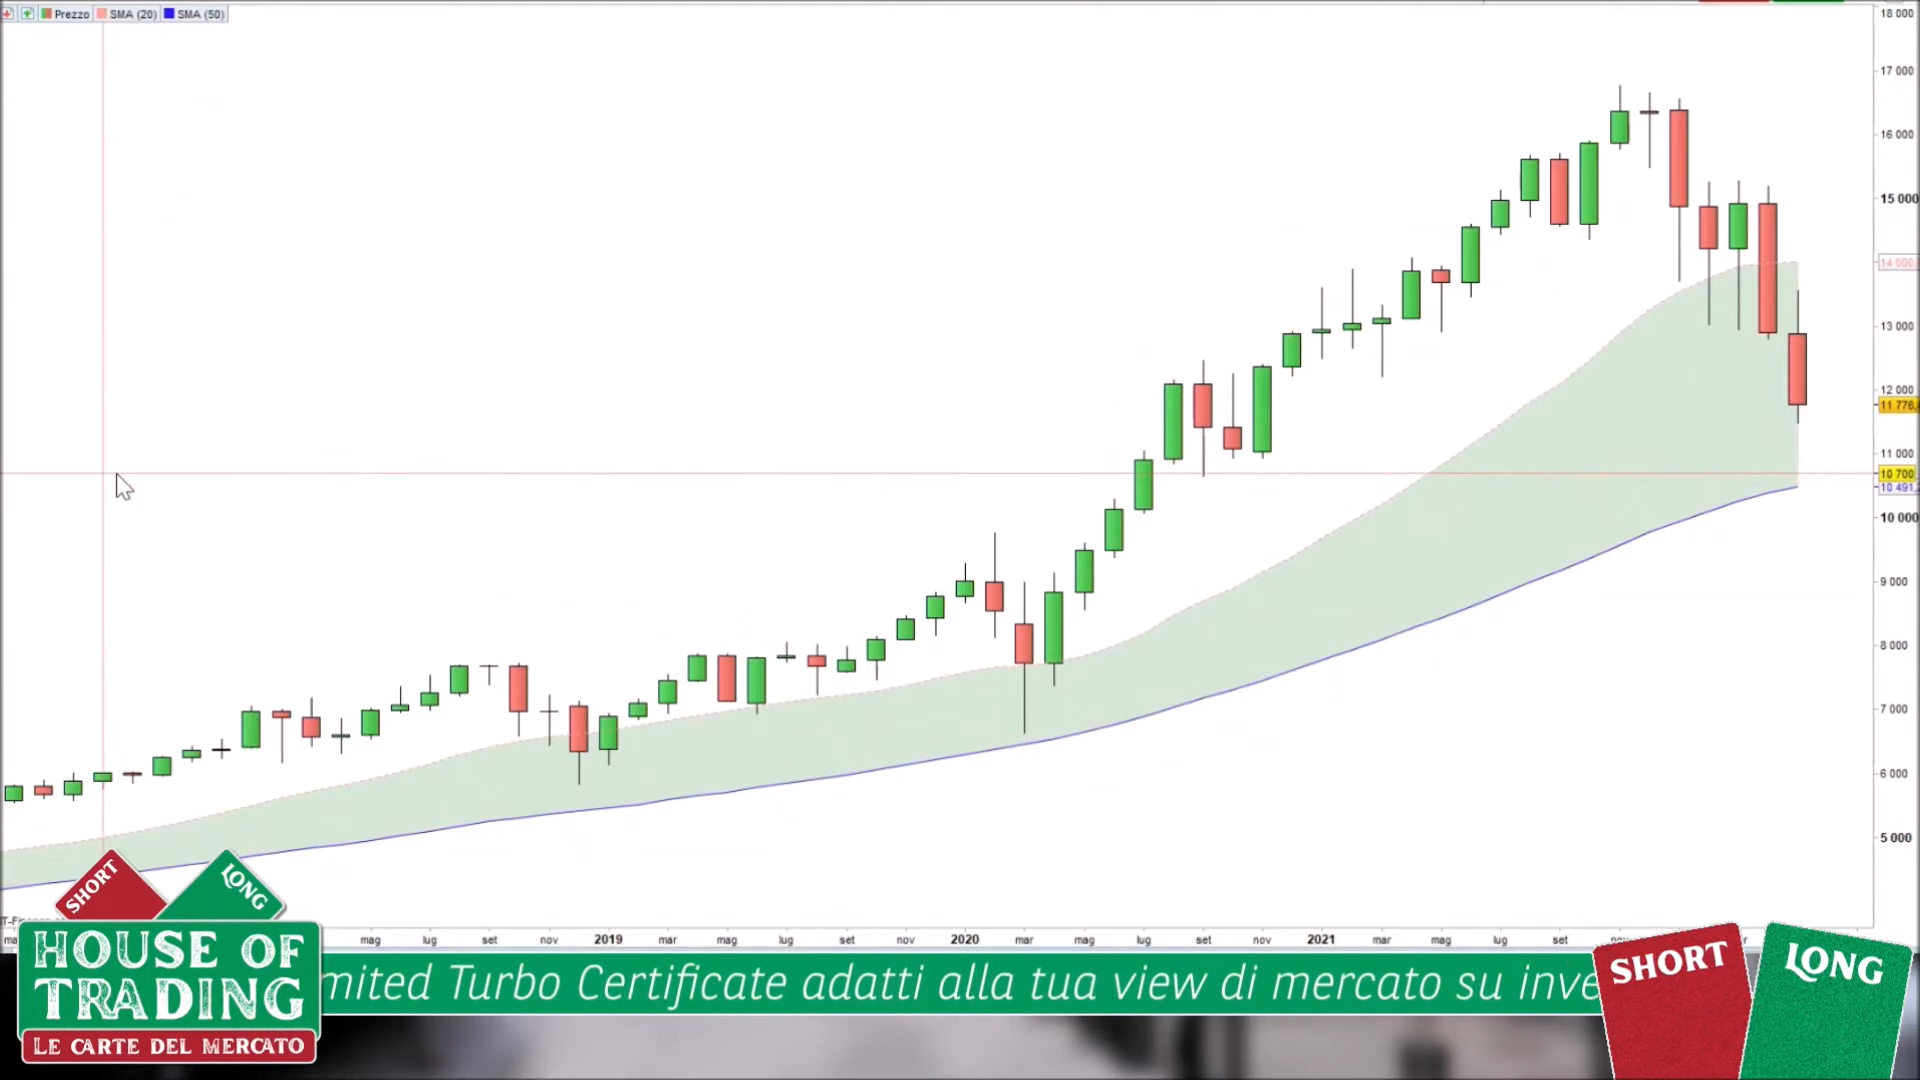 Prezzo SMA (20) SMA (50)
18 000
17 000
16 000
15 000
14 000
13 000
12 000
11 776,
11 000
10 700
10 491,
10 000
9 000
8 000
7 000
6 000
5 000
mag lug set nov 2019 mar mag lug set nov 2020 mar mag lug set nov 2021 mar mag lug set
SHORT LONG
HOUSE OF
TRADING
LE CARTE DEL MERCATO
mited Turbo Certificate adatti alla tua view di mercato su inve
SHORT LONG